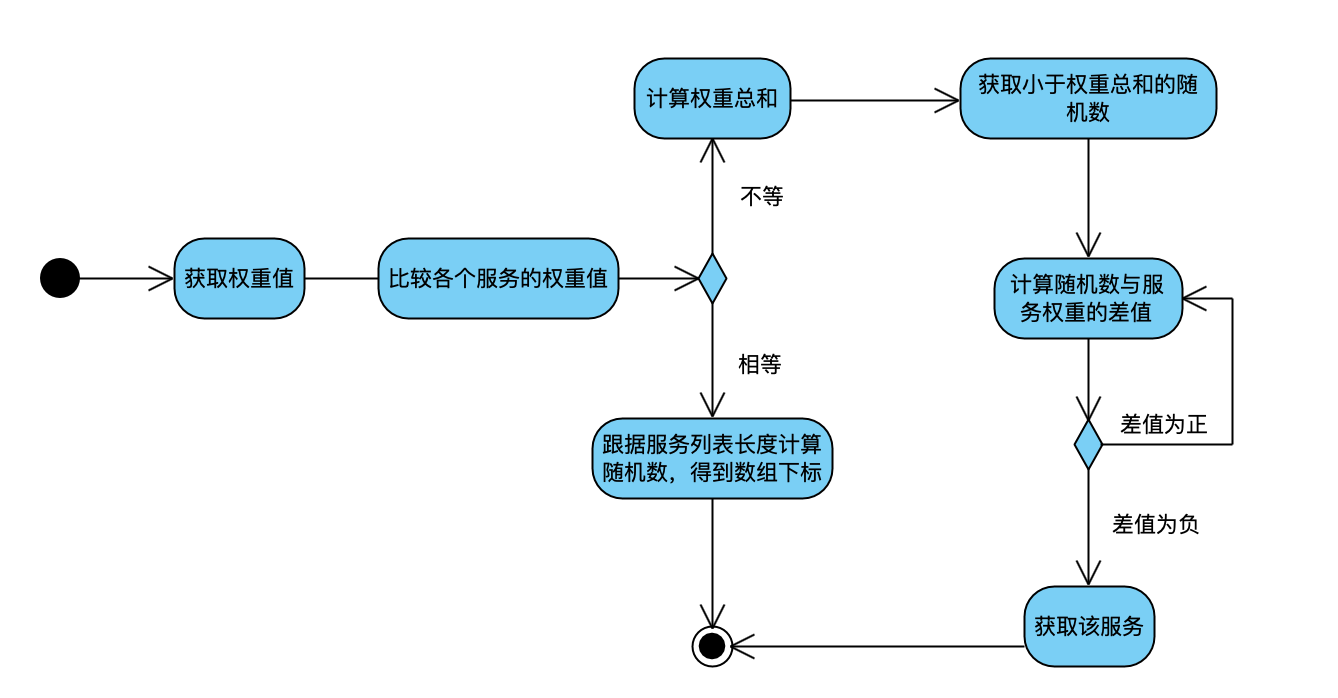 计算权重总和
获取小于权重总和的随
机数
不等
获取权重值
比较各个服务的权重值
计算随机数与服
务权重的差值
相等
差值为正
跟据服务列表长度计算
随机数，得到数组下标
差值为负
获取该服务